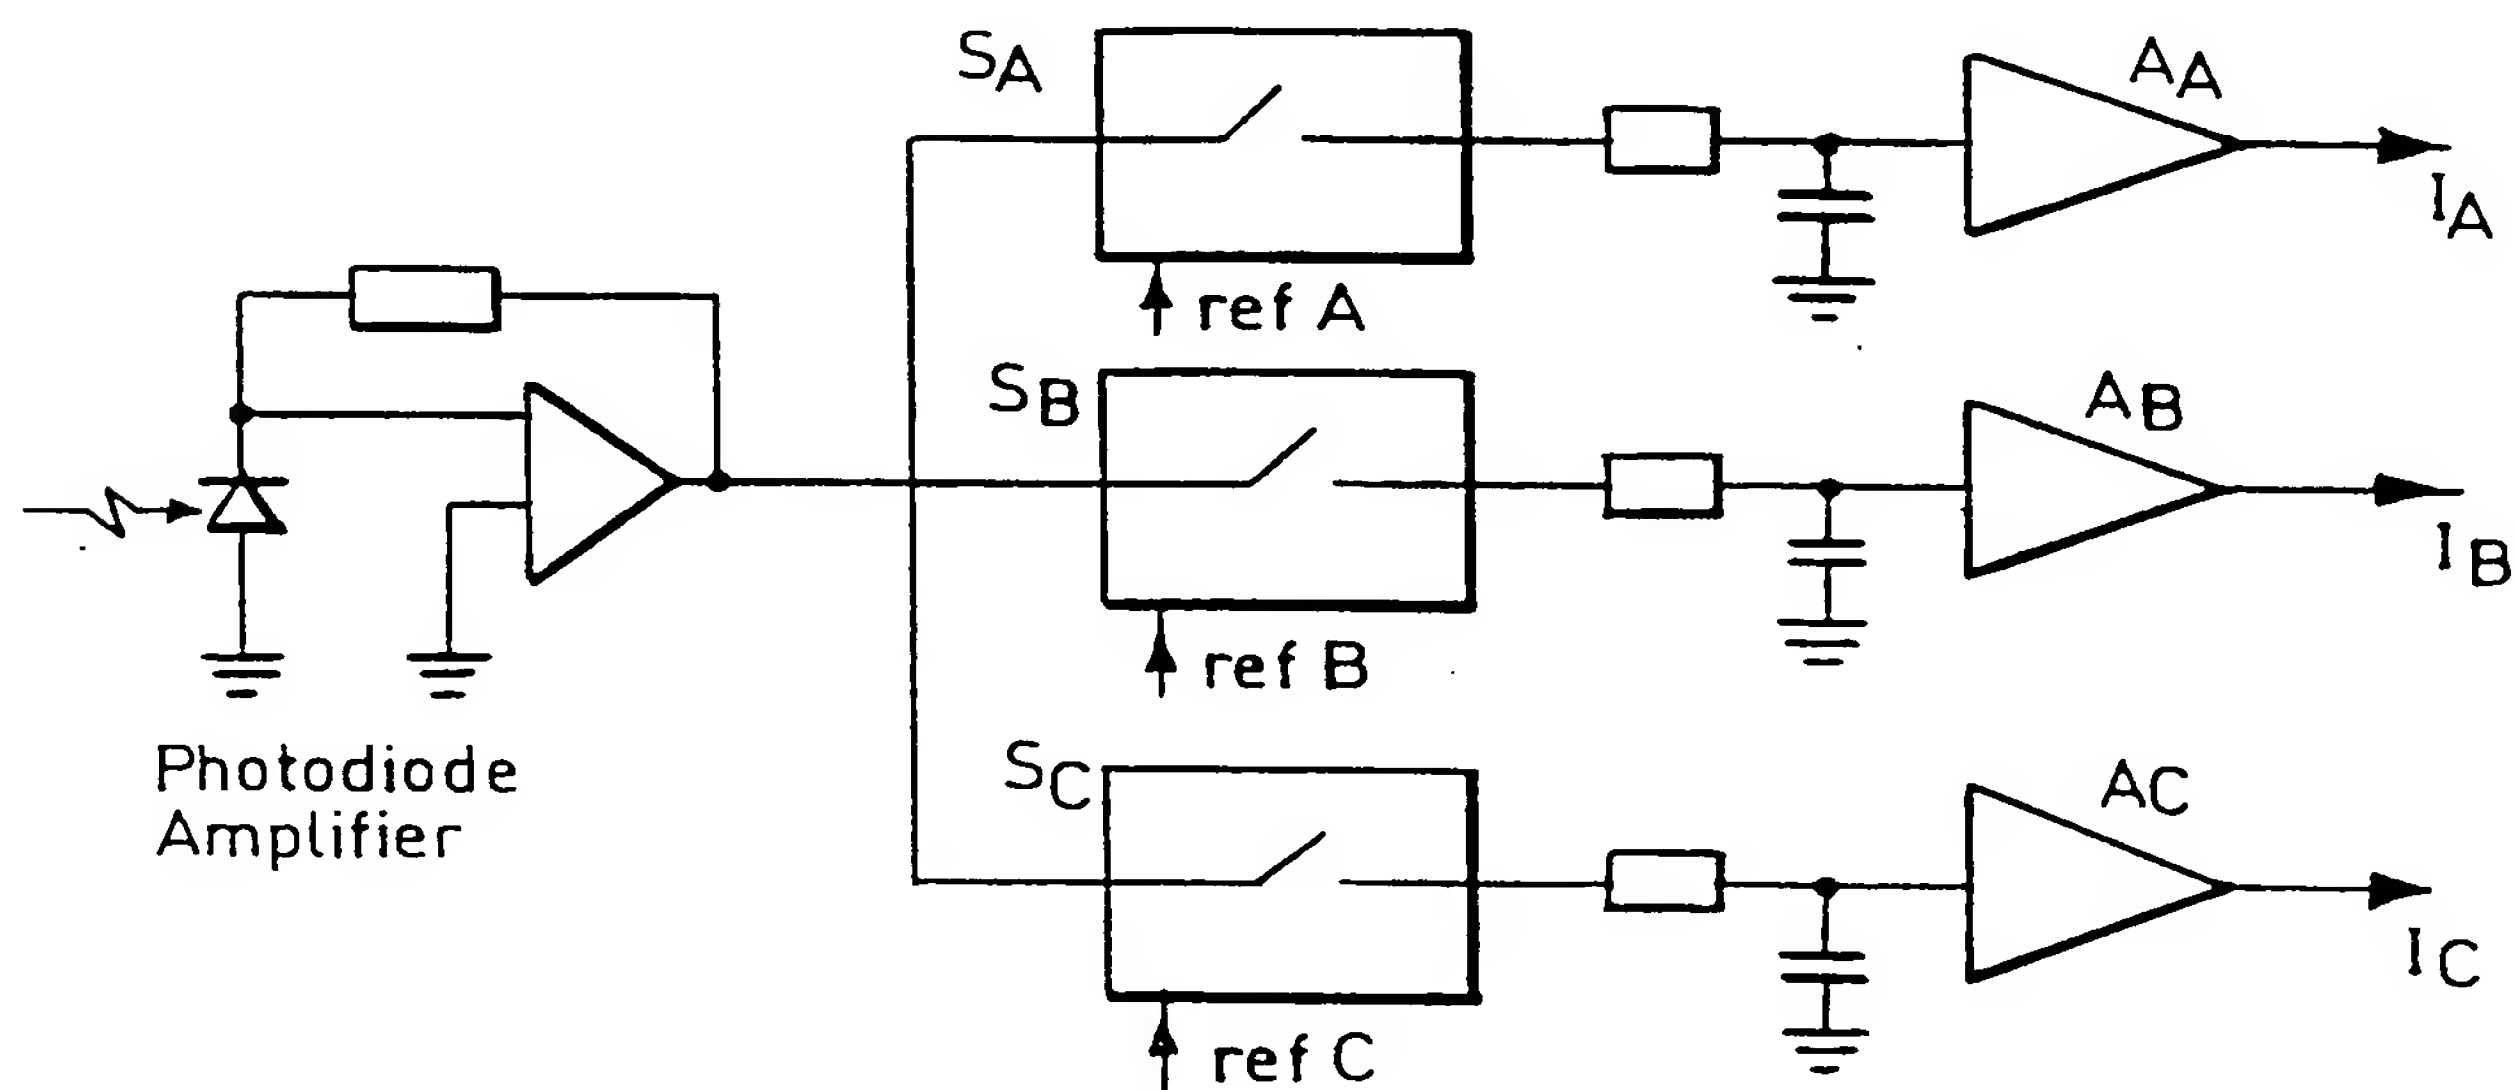 SA
AA
IA
ref A
SB
AB
IB
ref B
Photodiode
Amplifier
SC
AC
IC
ref C